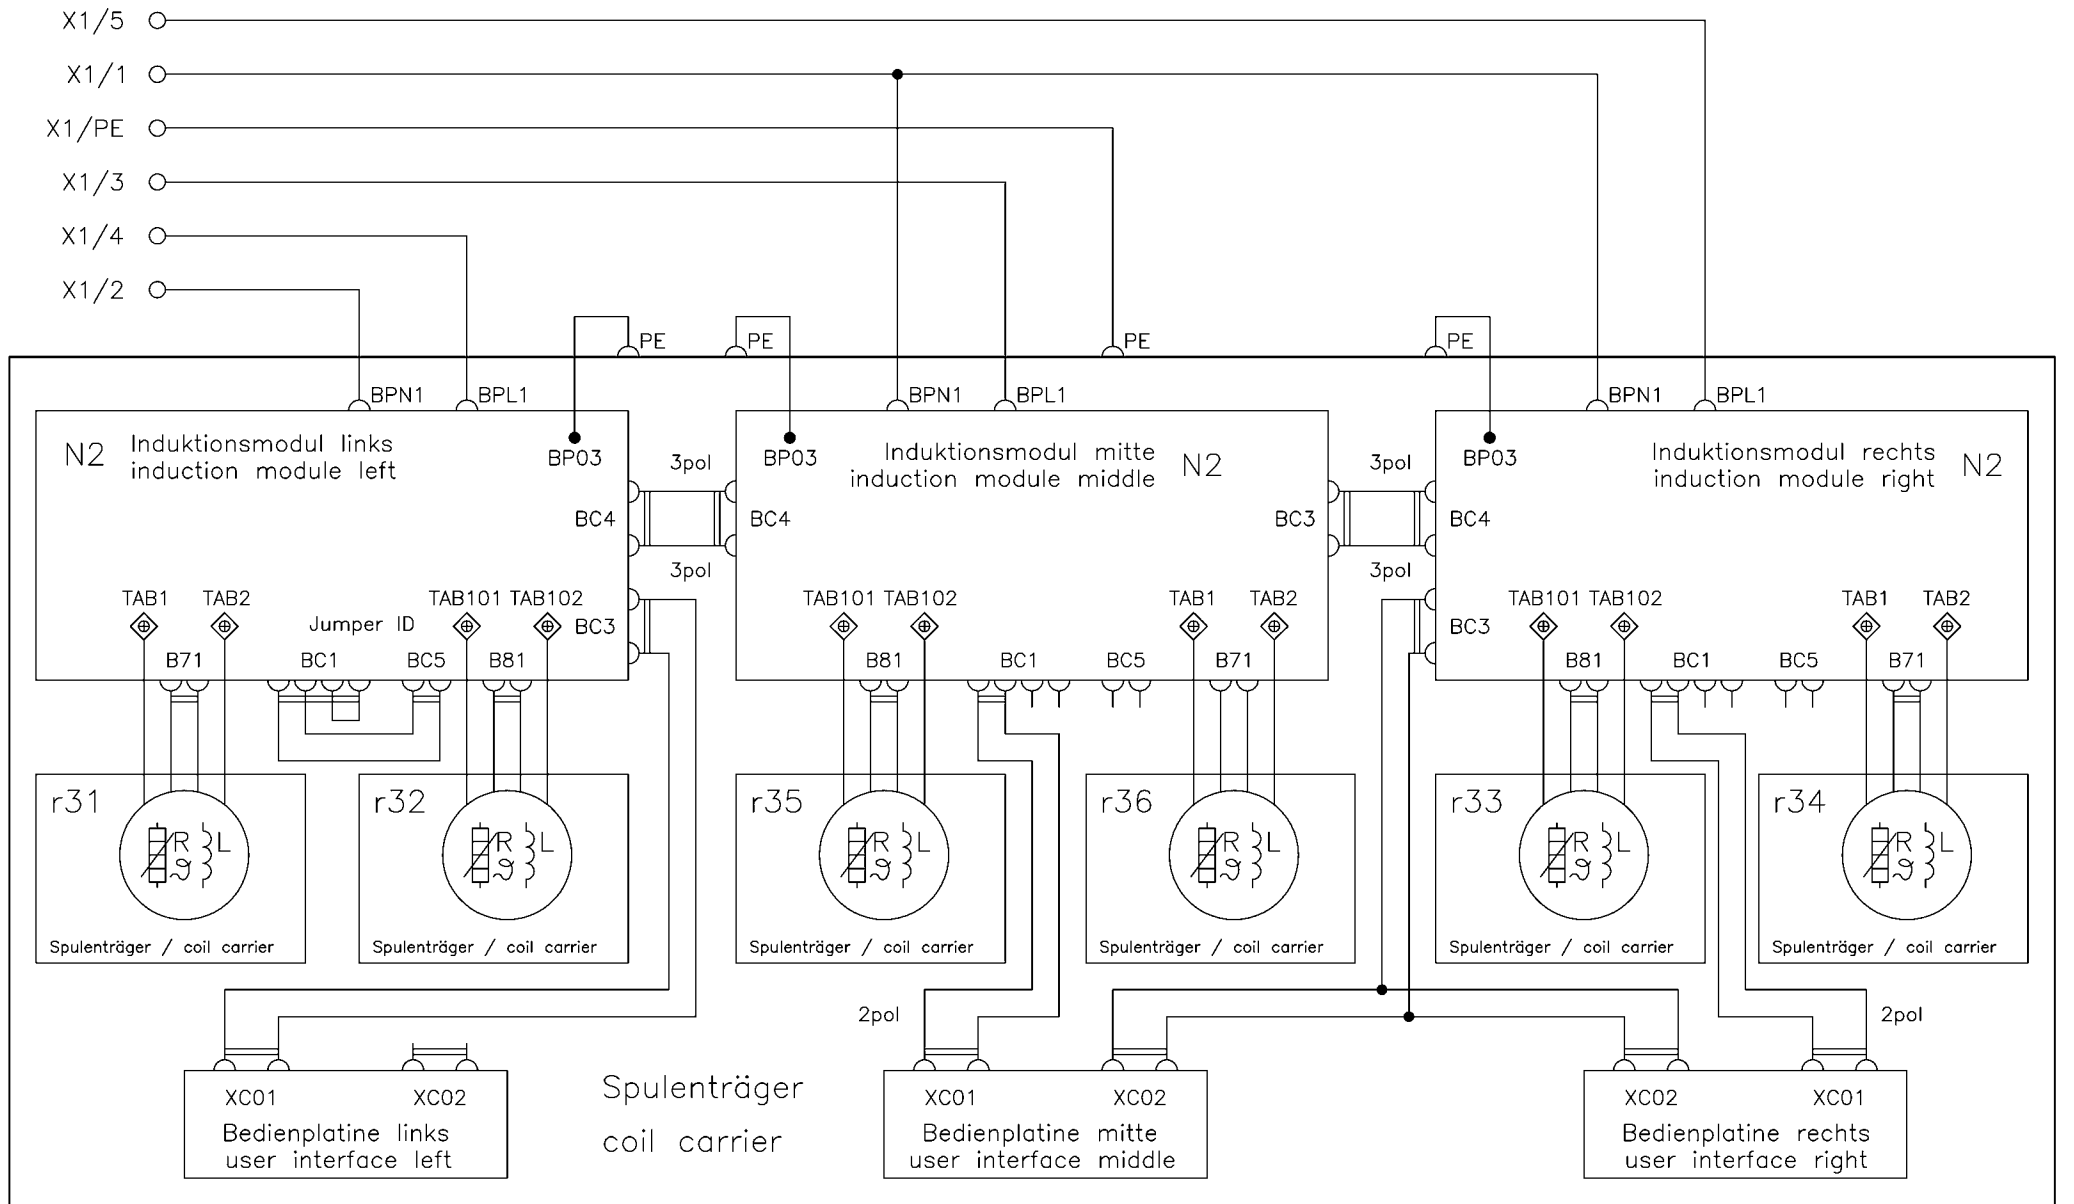 X1/5
X1/1
X1/PE
X1/3
X1/4
X1/2
PE
PE
PE
PE
BPN1
BPL1
BPN1
BPL1
BPN1
BPL1
N2
Induktionsmodul links
induction module left
BP03
BC4
TAB1
TAB2
Jumper ID
TAB101
TAB102
BC3
B71
BC1
BC5
B81
3pol
3pol
BP03
Induktionsmodul mitte
induction module middle
N2
BC4
BC3
TAB101
TAB102
TAB1
TAB2
B81
BC1
BC5
B71
3pol
3pol
BP03
Induktionsmodul rechts
induction module right
N2
BC4
TAB101
TAB102
TAB1
TAB2
BC3
B81
BC1
BC5
B71
r31
R
ϑ
L
Spulenträger / coil carrier
r32
R
ϑ
L
Spulenträger / coil carrier
r35
R
ϑ
L
Spulenträger / coil carrier
r36
R
ϑ
L
Spulenträger / coil carrier
r33
R
ϑ
L
Spulenträger / coil carrier
r34
R
ϑ
L
Spulenträger / coil carrier
2pol
2pol
XC01
XC02
Bedienplatine links
user interface left
Spulenträger
coil carrier
XC01
XC02
Bedienplatine mitte
user interface middle
XC02
XC01
Bedienplatine rechts
user interface right